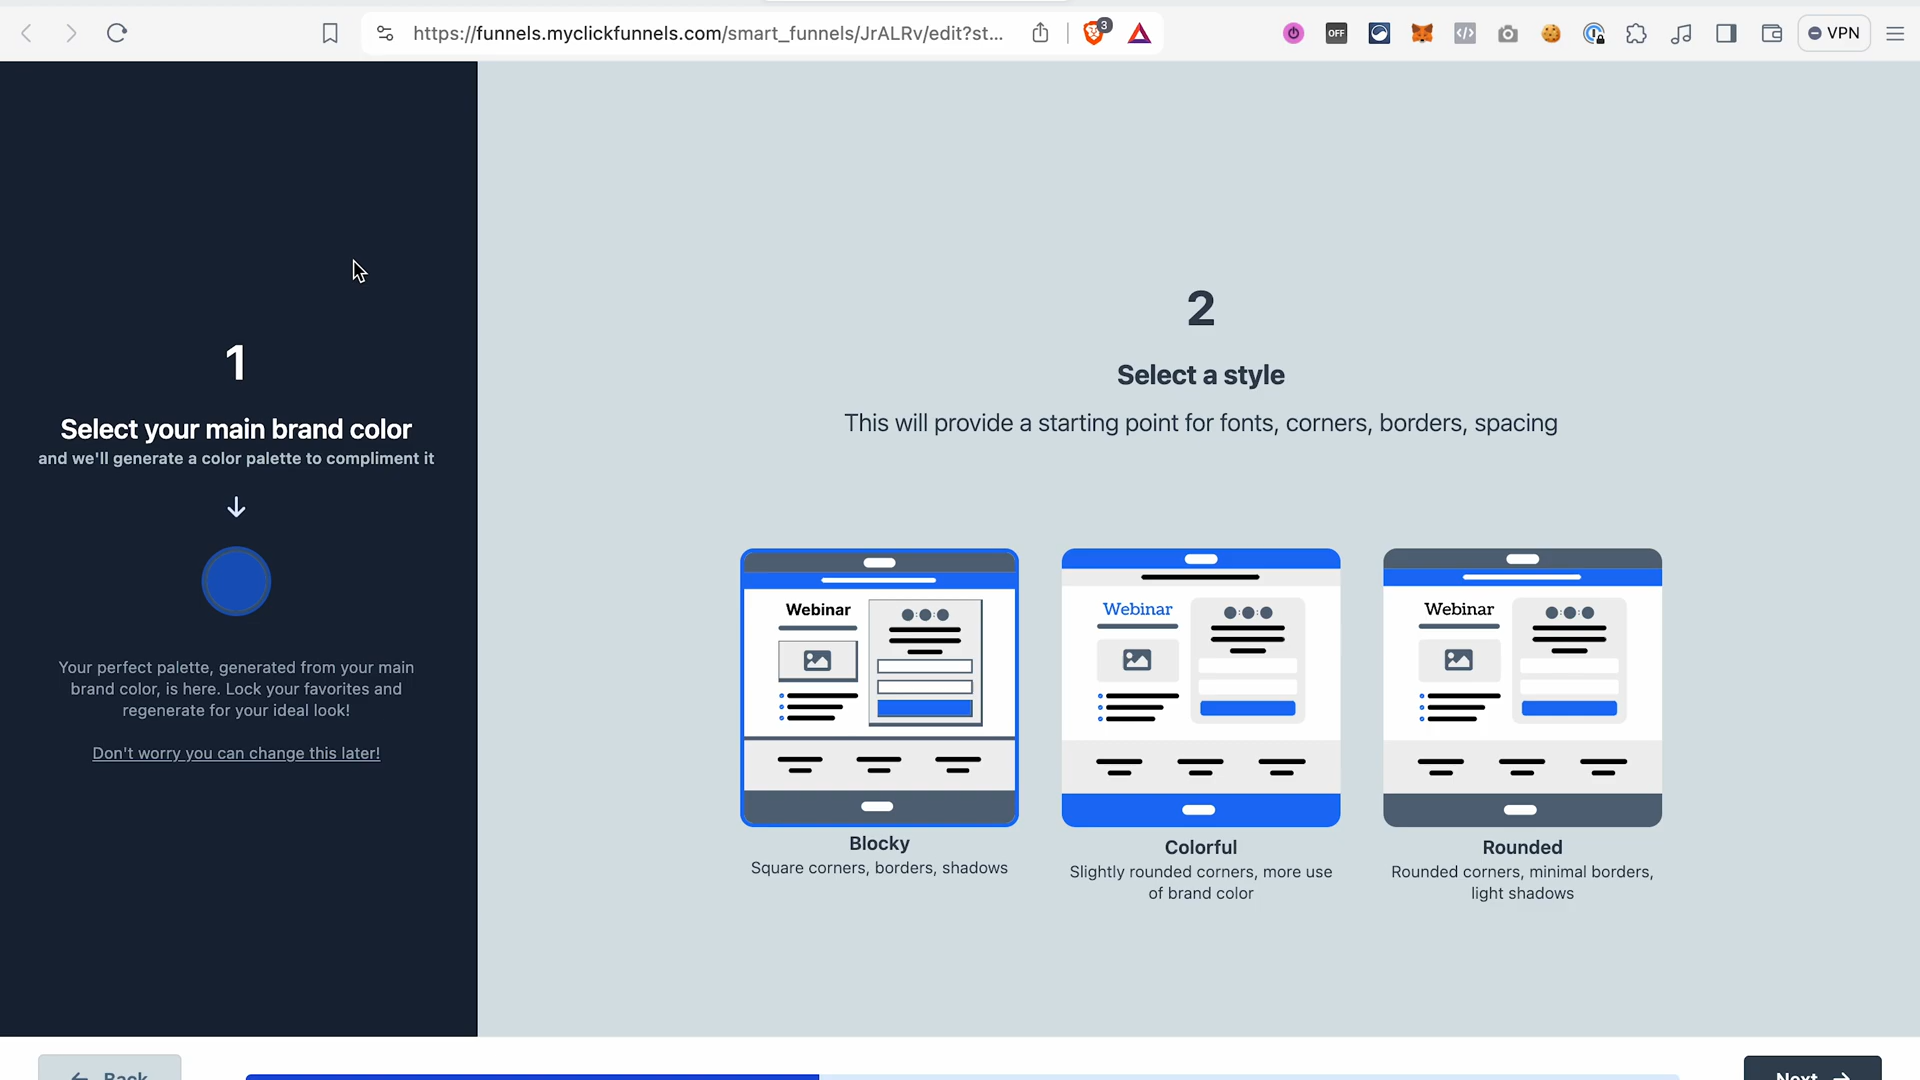 https://funnels.myclickfunnels.com/smart_funnels/JrALRv/edit?st...
3
OFF
VPN
1
Select your main brand color
and we'll generate a color palette to compliment it
Your perfect palette, generated from your main
brand color, is here. Lock your favorites and
regenerate for your ideal look!
Don't worry you can change this later!
2
Select a style
This will provide a starting point for fonts, corners, borders, spacing
Webinar
Webinar
Webinar
Blocky
Square corners, borders, shadows
Colorful
Slightly rounded corners, more use
of brand color
Rounded
Rounded corners, minimal borders,
light shadows
Back
Next